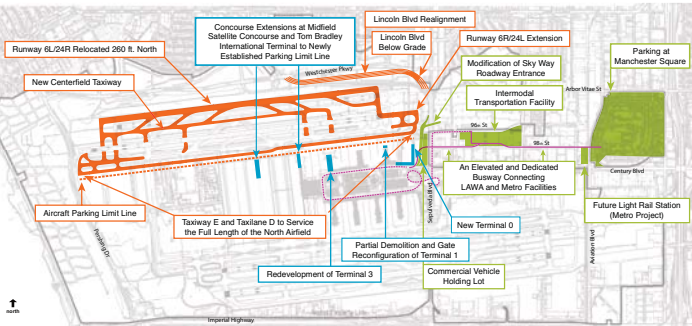 Concourse Extensions at Midfield
Satellite Concourse and Tom Bradley
International Terminal to Newly
Established Parking Limit Line
Lincoln Blvd Realignment
Lincoln Blvd
Below Grade
Runway 6R/24L Extension
Runway 6L/24R Relocated 260 ft. North
New Centerfield Taxiway
Westchester Pkwy
Modification of Sky Way
Roadway Entrance
Parking at
Manchester Square
Intermodal
Transportation Facility
Arbor Vitae St
96th St
98th St
An Elevated and Dedicated
Busway Connecting
LAWA and Metro Facilities
Century Blvd
Sepulveda Blvd
Aircraft Parking Limit Line
Taxiway E and Taxilane D to Service
the Full Length of the North Airfield
New Terminal 0
Future Light Rail Station
(Metro Project)
Pershing Dr
Partial Demolition and Gate
Reconfiguration of Terminal 1
Aviation Blvd
Redevelopment of Terminal 3
Commercial Vehicle
Holding Lot
north
Imperial Highway